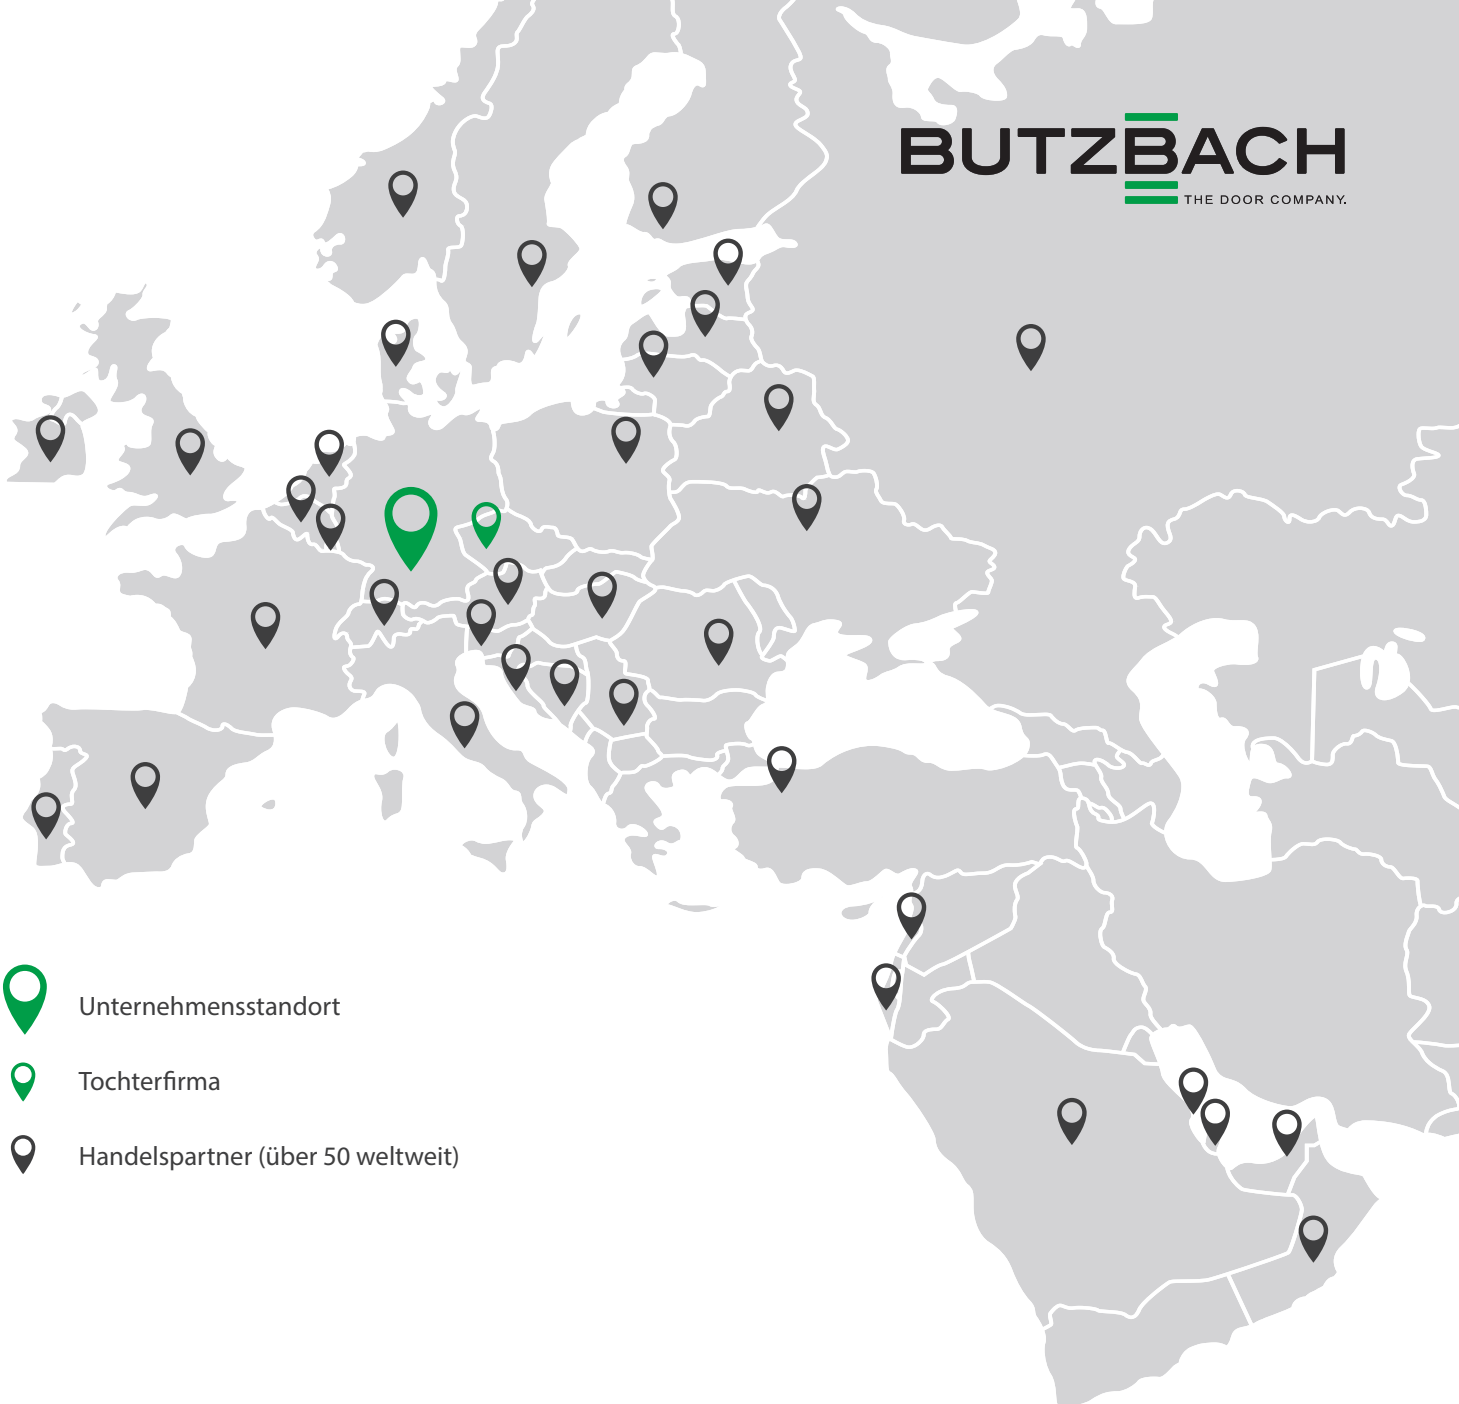 BUTZBACH
THE DOOR COMPANY.
Unternehmensstandort
Tochterfirma
Handelspartner (über 50 weltweit)